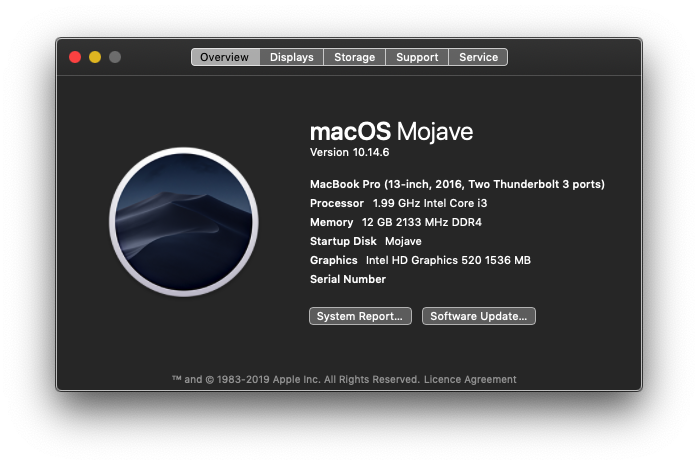 Overview Displays Storage Support Service
macOS Mojave
Version 10.14.6
MacBook Pro (13-inch, 2016, Two Thunderbolt 3 ports)
Processor 1.99 GHz Intel Core i3
Memory 12 GB 2133 MHz DDR4
Startup Disk Mojave
Graphics Intel HD Graphics 520 1536 MB
Serial Number
System Report... Software Update...
™ and © 1983-2019 Apple Inc. All Rights Reserved. Licence Agreement